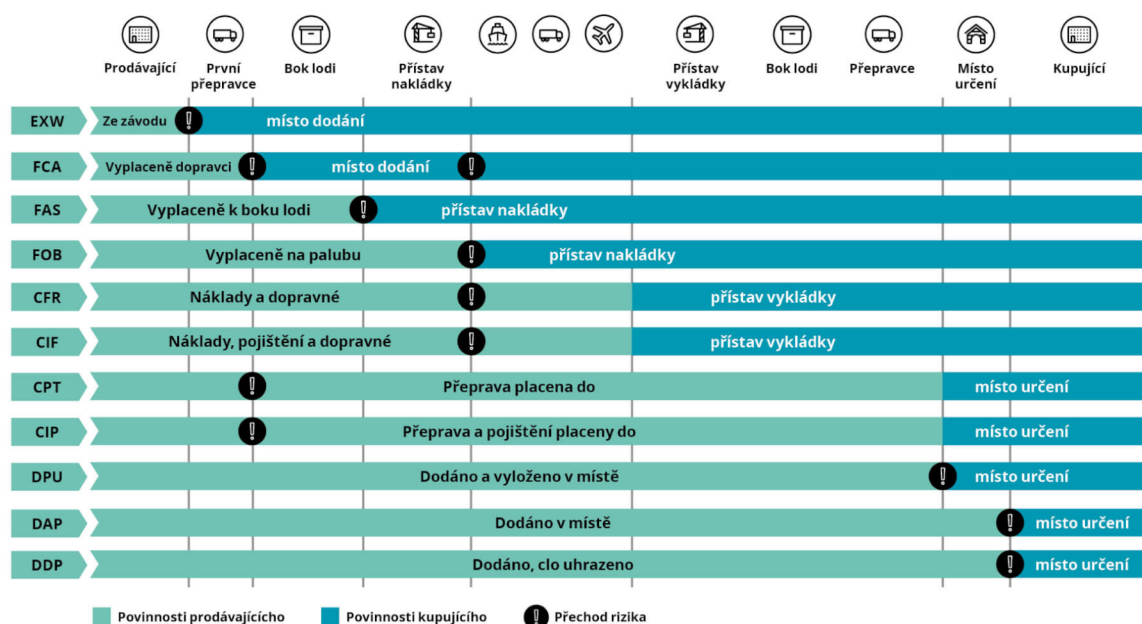 Prodávající
První
přepravce
Bok lodi
Přístav
nakládky
Přístav
vykládky
Bok lodi
Přepravce
Místo
určení
Kupující
EXW Ze závodu místo dodání
FCA Vyplaceně dopravci místo dodání
FAS Vyplaceně k boku lodi přístav nakládky
FOB Vyplaceně na palubu přístav nakládky
CFR Náklady a dopravné přístav vykládky
CIF Náklady, pojištění a dopravné přístav vykládky
CPT Přeprava placena do místo určení
CIP Přeprava a pojištění placeny do místo určení
DPU Dodáno a vyloženo v místě místo určení
DAP Dodáno v místě místo určení
DDP Dodáno, clo uhrazeno místo určení
Povinnosti prodávajícícho Povinnosti kupujícího Přechod rizika